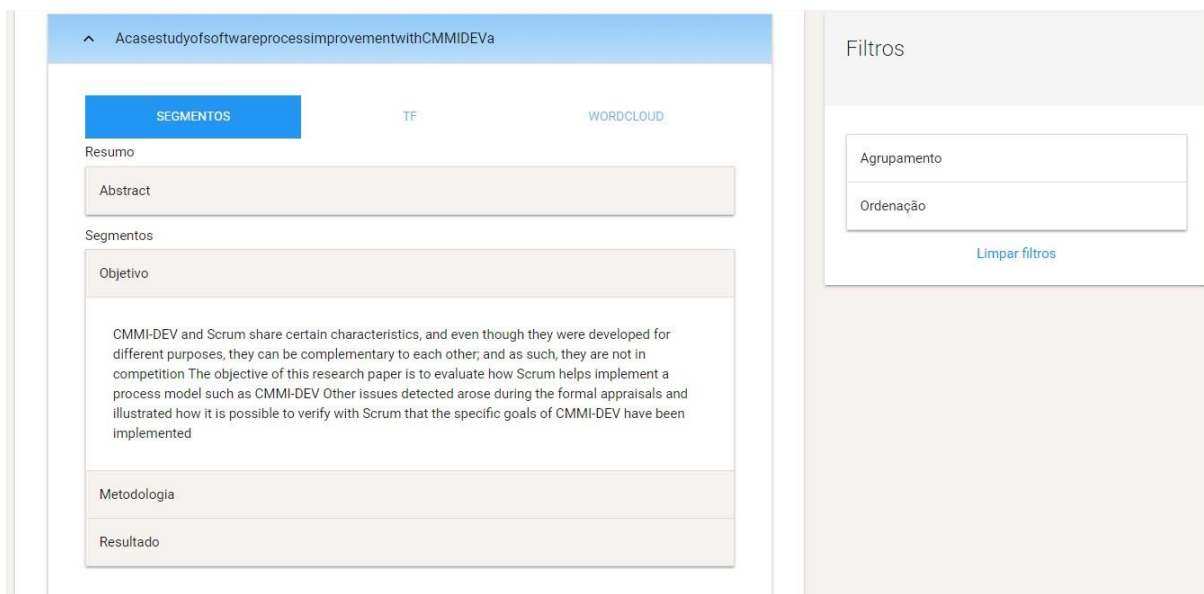 AcasestudyofsoftwareprocessimprovementwithCMMIDEVa
SEGMENTOS
TF
WORDCLOUD
Resumo
Abstract
Segmentos
Objetivo
CMMI-DEV and Scrum share certain characteristics, and even though they were developed for
different purposes, they can be complementary to each other; and as such, they are not in
competition The objective of this research paper is to evaluate how Scrum helps implement a
process model such as CMMI-DEV Other issues detected arose during the formal appraisals and
illustrated how it is possible to verify with Scrum that the specific goals of CMMI-DEV have been
implemented
Metodologia
Resultado
Filtros
Agrupamento
Ordenação
Limpar filtros